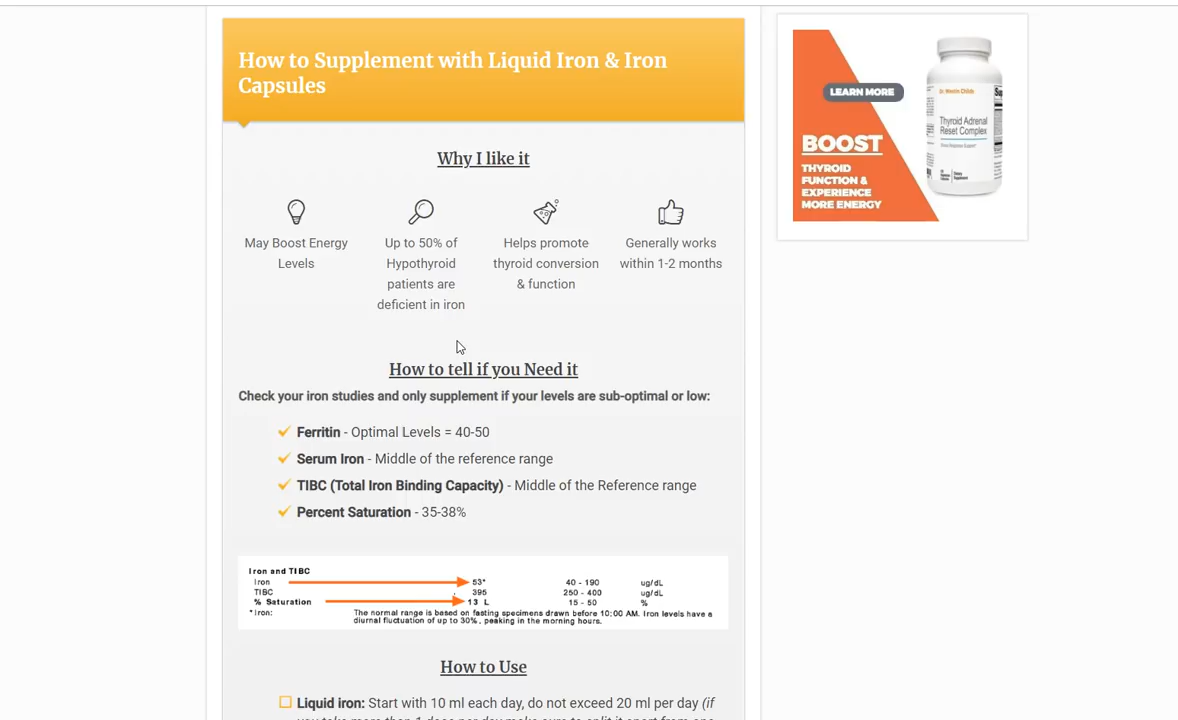 How to Supplement with Liquid Iron & Iron
Capsules
Why I like it
May Boost Energy
Levels
Up to 50% of
Hypothyroid
patients are
deficient in iron
Helps promote
thyroid conversion
& function
Generally works
within 1-2 months
How to tell if you Need it
Check your iron studies and only supplement if your levels are sub-optimal or low:
Ferritin - Optimal Levels = 40-50
Serum Iron - Middle of the reference range
TIBC (Total Iron Binding Capacity) - Middle of the Reference range
Percent Saturation - 35-38%
Iron and TIBC
Iron 53* 40 - 190 ug/dL
TIBC 395 250 - 400 ug/dL
% Saturation 13 L 15 - 50 %
*Iron: The normal range is based on fasting specimens drawn before 10:00 AM. Iron levels have a
diurnal fluctuation of up to 30%, peaking in the morning hours.
How to Use
Liquid iron: Start with 10 ml each day, do not exceed 20 ml per day (if
LEARN MORE
BOOST
THYROID
FUNCTION &
EXPERIENCE
MORE ENERGY
Dr. Westin Childs
Thyroid Adrenal
Reset Complex